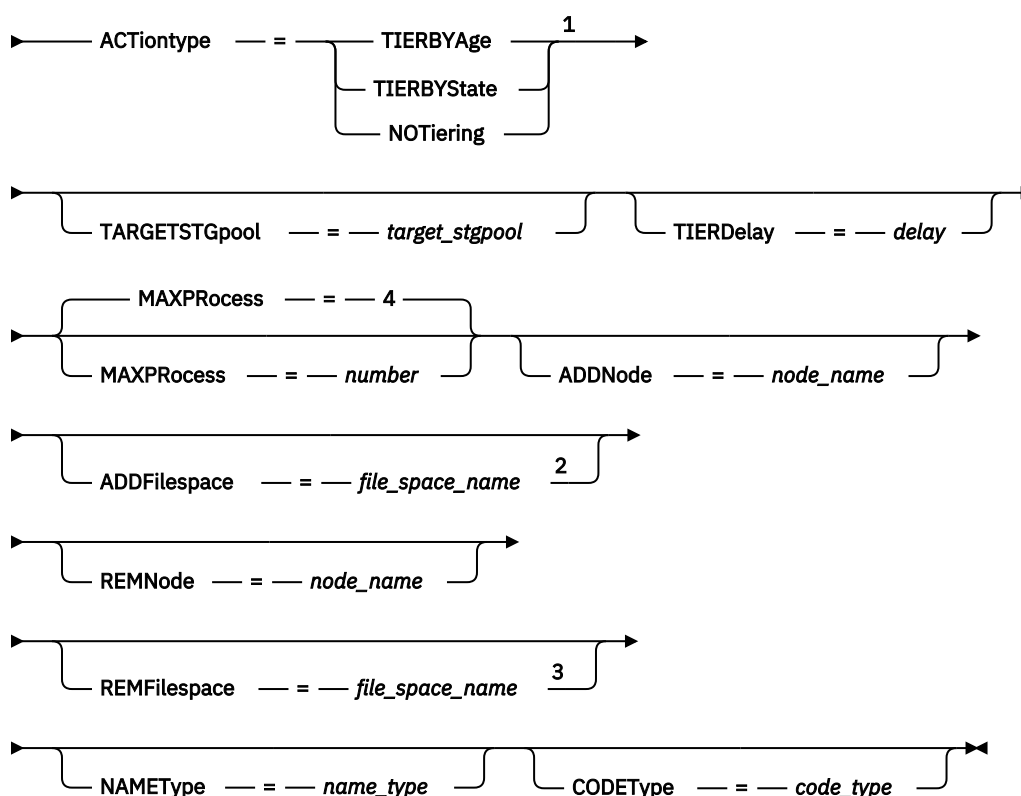 1
ACTiontype = TIERBYAge
TIERBYState
NOTiering
TARGETSTGpool = target_stgpool TIERDelay = delay
MAXPRocess = 4
MAXPRocess = number ADDNode = node_name
ADDFilespace = file_space_name 2
REMNode = node_name
REMFilespace = file_space_name 3
NAMEType = name_type CODEType = code_type